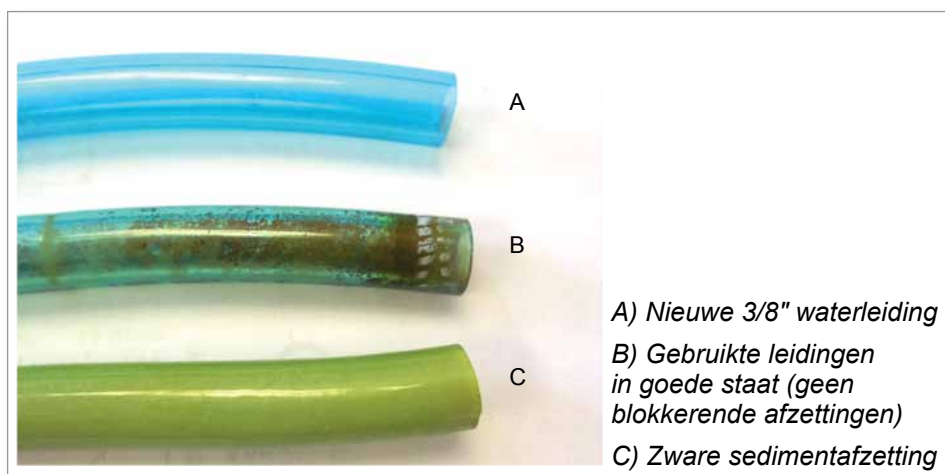 A
B
C
A) Nieuwe 3/8" waterleiding
B) Gebruikte leidingen
in goede staat (geen
blokkerende afzettingen)
C) Zware sedimentafzetting